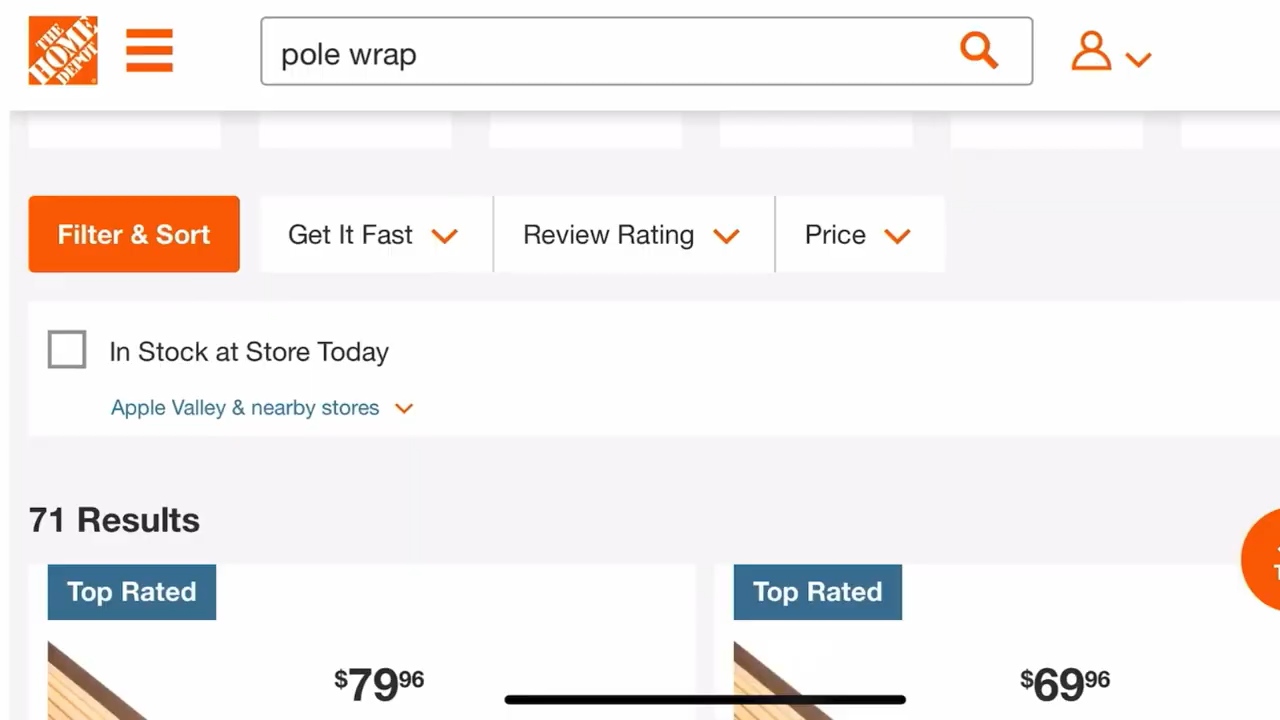 THE
HOME
DEPOT
pole wrap
Filter & Sort
Get It Fast
Review Rating
Price
In Stock at Store Today
Apple Valley & nearby stores
71 Results
Top Rated
Top Rated
$79.96
$69.96